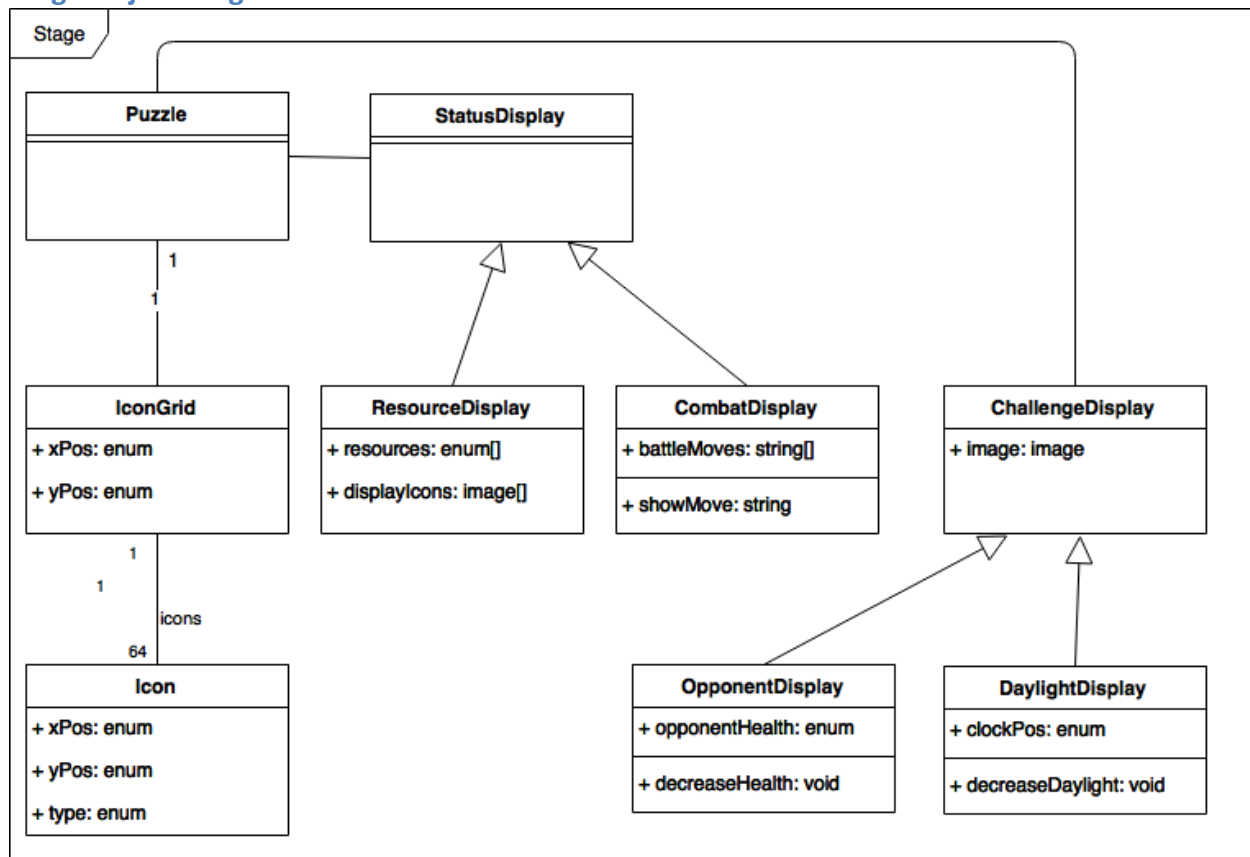 Stage
Puzzle
StatusDisplay
1
1
IconGrid
+ xPos: enum
+ yPos: enum
ResourceDisplay
+ resources: enum[]
+ displayIcons: image[]
CombatDisplay
+ battleMoves: string[]
+ showMove: string
ChallengeDisplay
+ image: image
1
1
icons
64
Icon
+ xPos: enum
+ yPos: enum
+ type: enum
OpponentDisplay
+ opponentHealth: enum
+ decreaseHealth: void
DaylightDisplay
+ clockPos: enum
+ decreaseDaylight: void